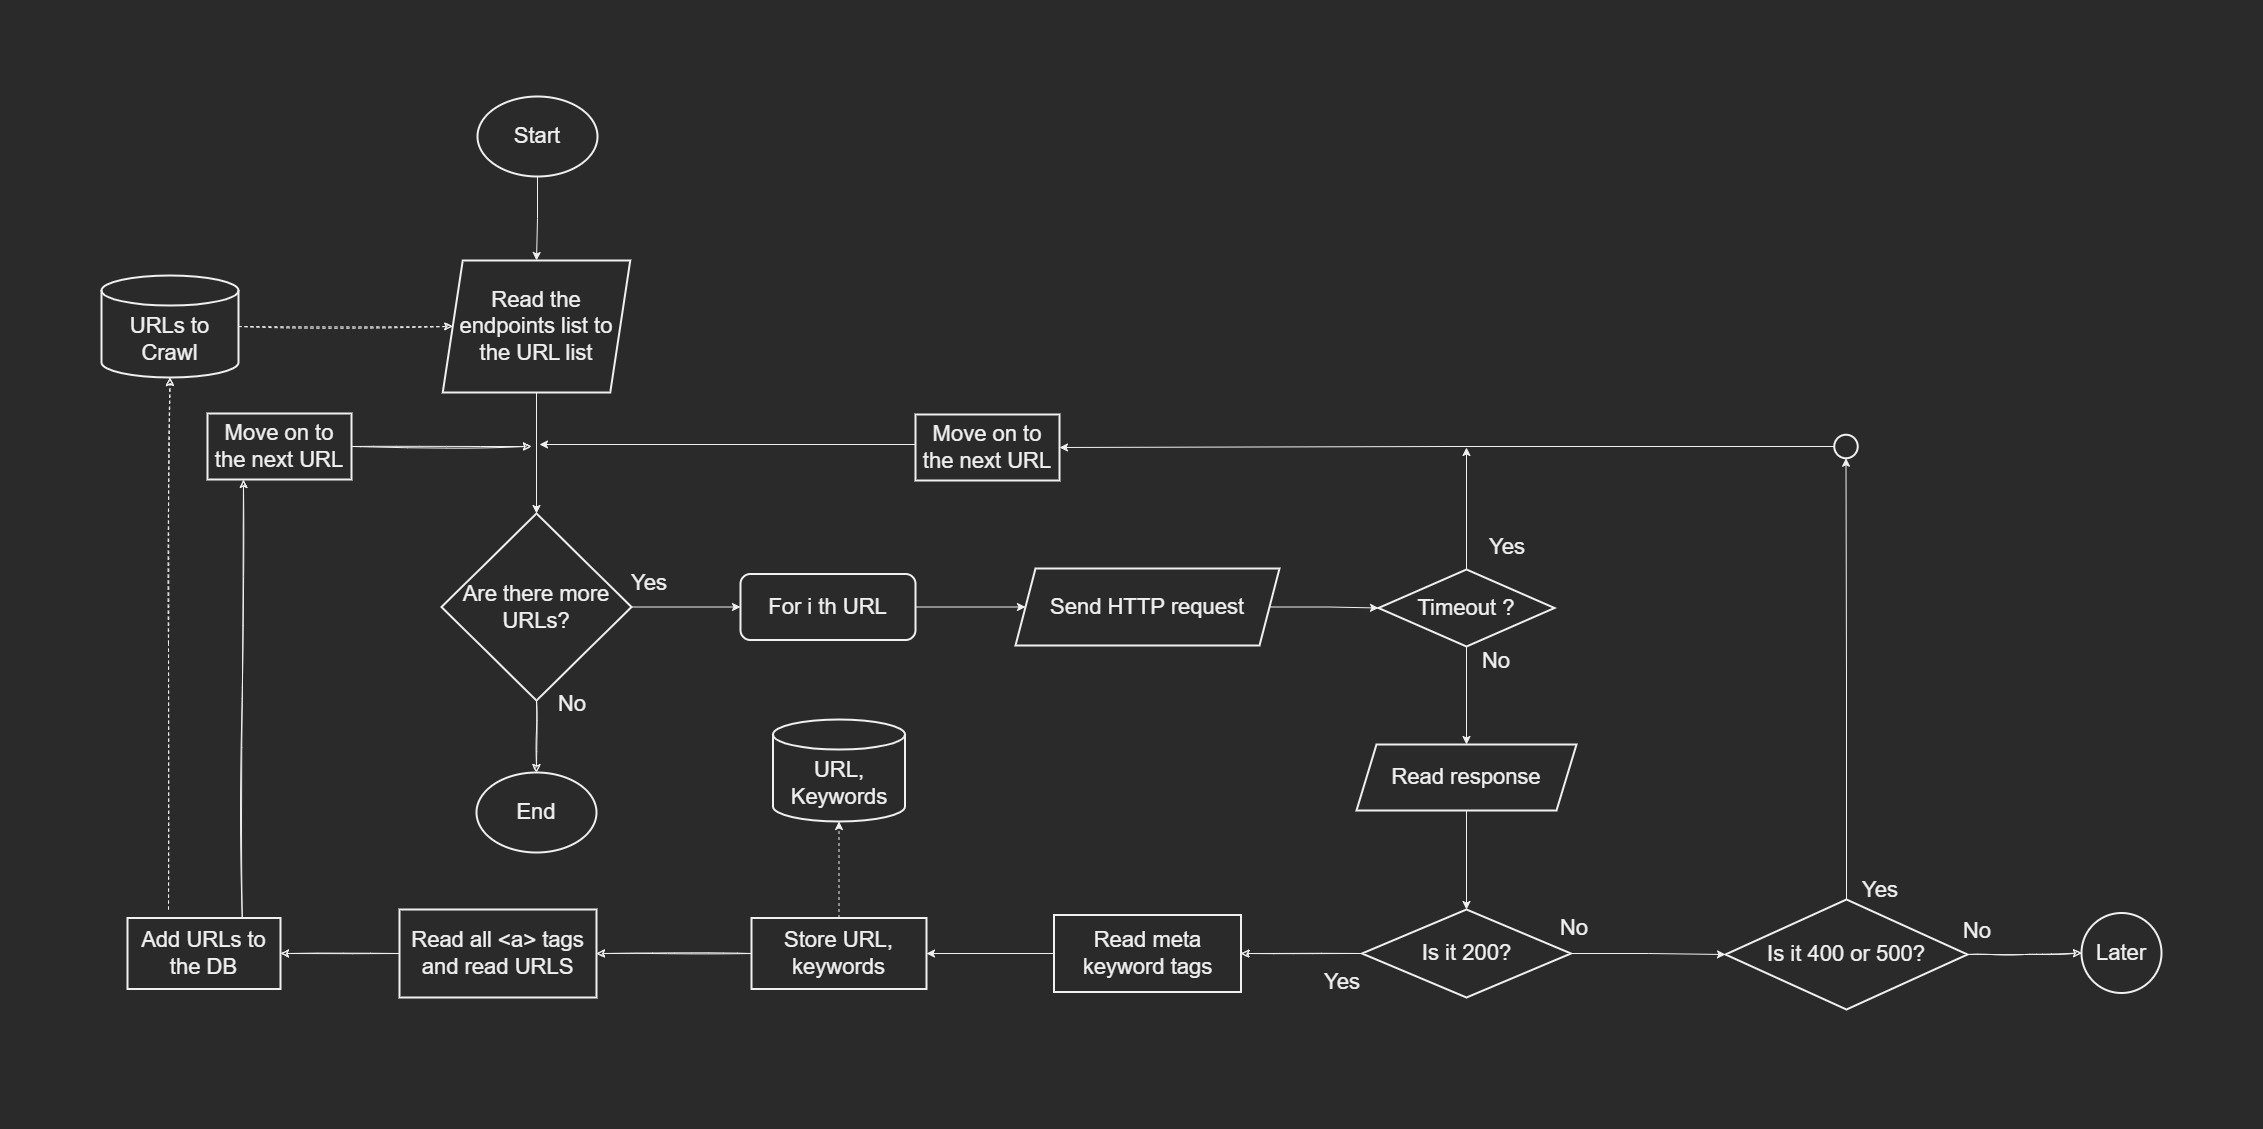 Start
Read the
endpoints list to
the URL list
URLs to
Crawl
Move on to
the next URL
Move on to
the next URL
Are there more
URLs?
Yes
For i th URL
Send HTTP request
Timeout ?
Yes
No
No
End
URL,
Keywords
Read response
Add URLs to
the DB
Read all <a> tags
and read URLS
Store URL,
keywords
Read meta
keyword tags
Yes
Is it 200?
No
Is it 400 or 500?
Yes
No
Later